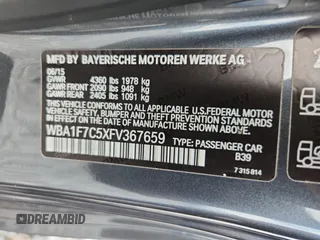 MFD BY BAYERISCHE MOTOREN WERKE AG
06/15
GVWR 4360 lbs 1978 kg
GAWR FRONT 2090 lbs 948 kg
GAWR REAR 2405 lbs 1091 kg
THIS VEHICLE CONFORMS TO ALL APPLICABLE
FEDERAL MOTOR VEHICLE SAFETY, BUMPER, AND
THEFT PREVENTION STANDARDS IN EFFECT ON THE
DATE OF MANUFACTURE SHOWN ABOVE.
WBA1F7C5XFV367659 TYPE: PASSENGER CAR
B39
7 315 814
DREAMBID